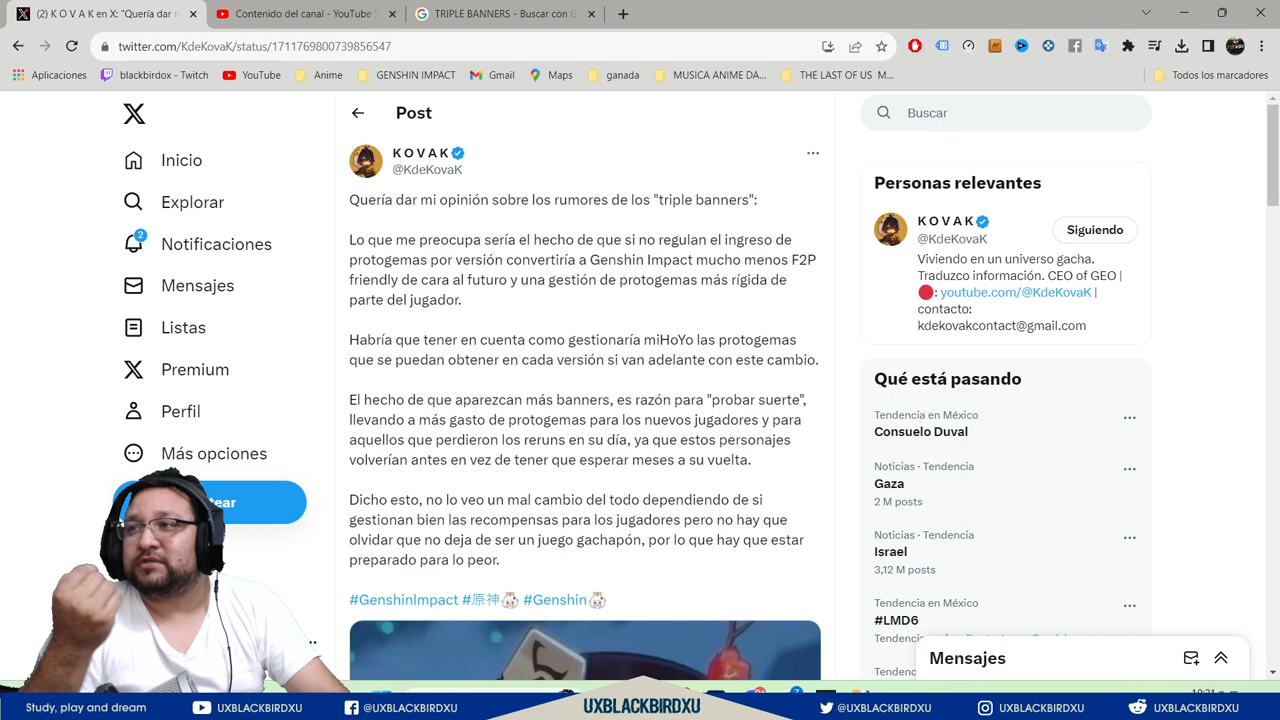 (2) K O V A K en X: "Quería dar m
Contenido del canal - YouTube S
TRIPLE BANNERS - Buscar con G
twitter.com/KdeKovaK/status/1711769800739856547
Aplicaciones
blackbirdox - Twitch
YouTube
Anime
GENSHIN IMPACT
Gmail
Maps
ganada
MUSICA ANIME DA...
THE LAST OF US M...
Todos los marcadores
Inicio
Explorar
2
Notificaciones
Mensajes
Listas
Premium
Perfil
Más opciones
tear
Post
K O V A K
@KdeKovaK
Quería dar mi opinión sobre los rumores de los "triple banners":
Lo que me preocupa sería el hecho de que si no regulan el ingreso de
protogemas por versión convertiría a Genshin Impact mucho menos F2P
friendly de cara al futuro y una gestión de protogemas más rígida de
parte del jugador.
Habría que tener en cuenta como gestionaría miHoYo las protogemas
que se puedan obtener en cada versión si van adelante con este cambio.
El hecho de que aparezcan más banners, es razón para "probar suerte",
llevando a más gasto de protogemas para los nuevos jugadores y para
aquellos que perdieron los reruns en su día, ya que estos personajes
volverían antes en vez de tener que esperar meses a su vuelta.
Dicho esto, no lo veo un mal cambio del todo dependiendo de si
gestionan bien las recompensas para los jugadores pero no hay que
olvidar que no deja de ser un juego gachapón, por lo que hay que estar
preparado para lo peor.
#GenshinImpact #原神 #Genshin
Buscar
Personas relevantes
K O V A K
@KdeKovaK
Siguiendo
Viviendo en un universo gacha.
Traduzco información. CEO of GEO |
: youtube.com/@KdeKovaK |
contacto:
kdekovakcontact@gmail.com
Qué está pasando
Tendencia en México
Consuelo Duval
Noticias · Tendencia
Gaza
2 M posts
Noticias · Tendencia
Israel
3,12 M posts
Tendencia en México
#LMD6
Mensajes
Study, play and dream
UXBLACKBIRDXU
@UXBLACKBIRDXU
UXBLACKBIRDXU
@UXBLACKBIRDXU
UXBLACKBIRDXU
UXBLACKBIRDXU